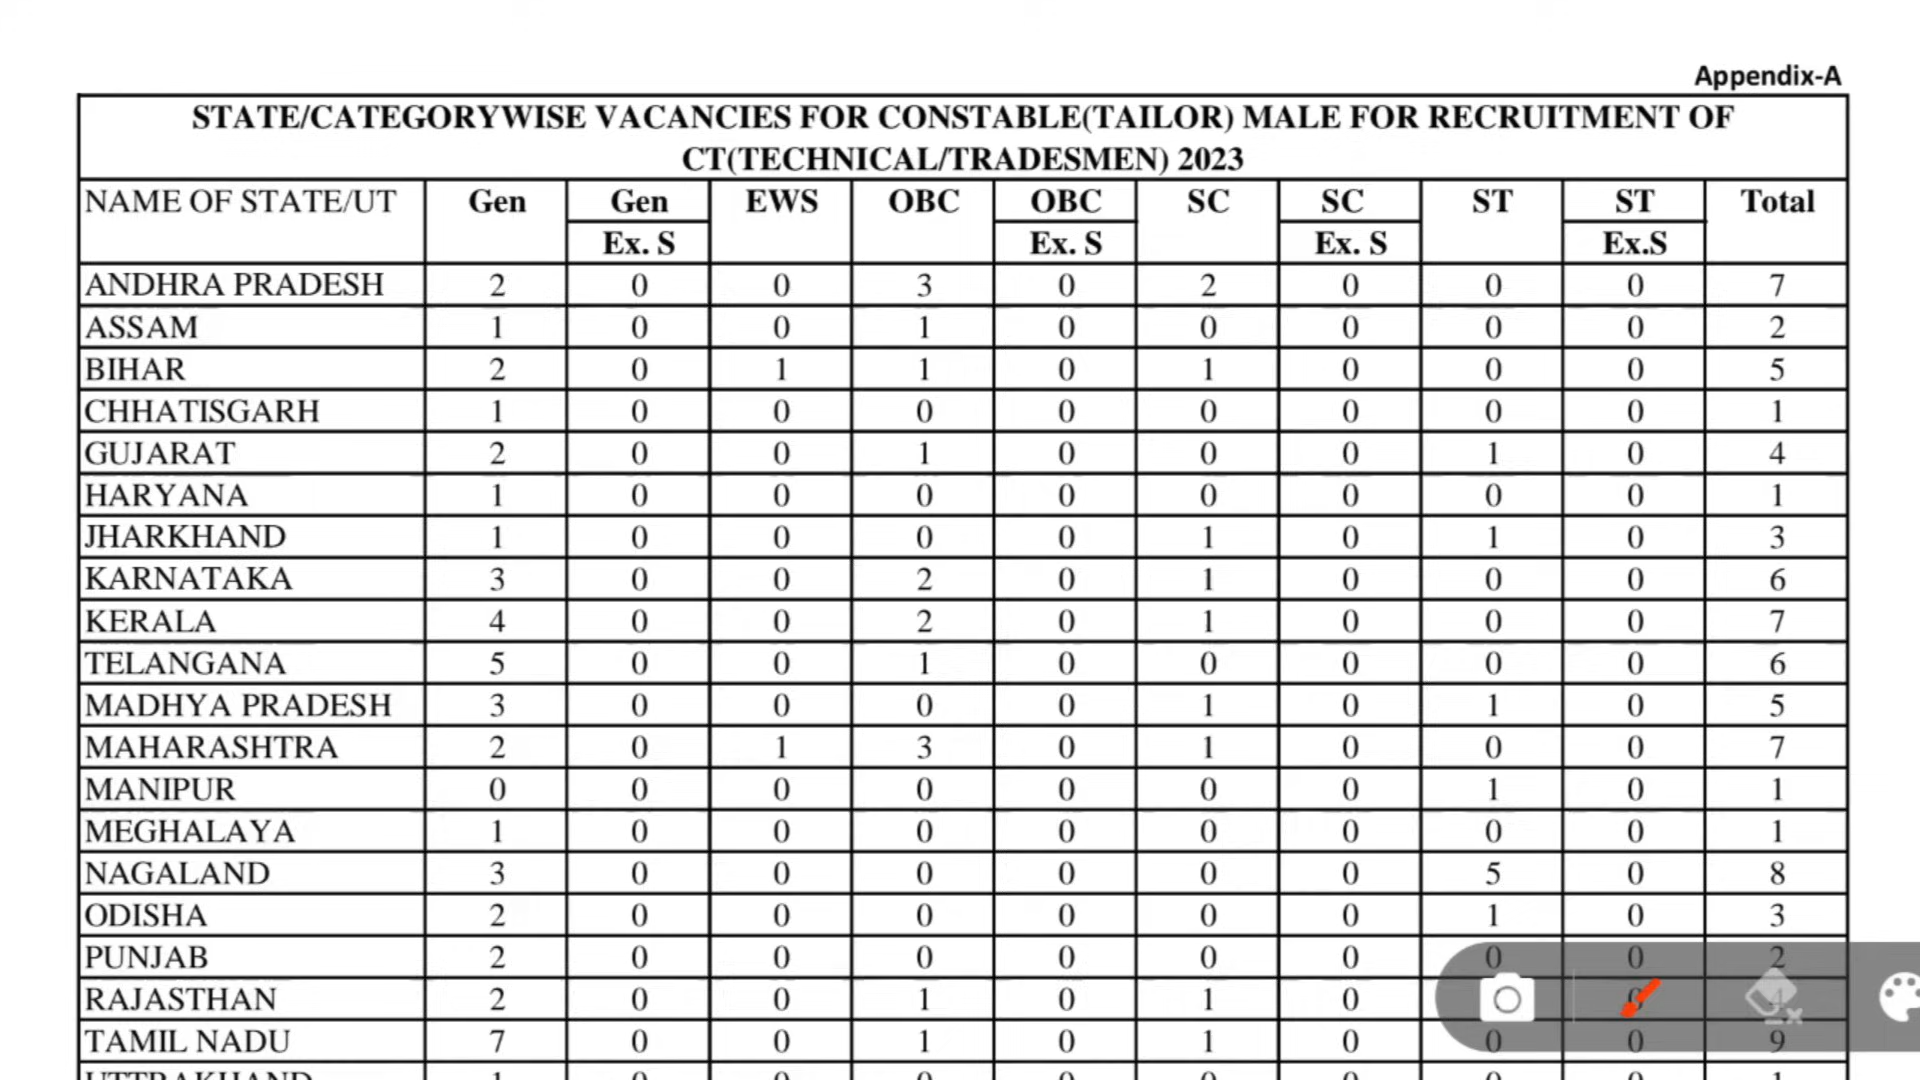 Appendix-A
STATE/CATEGORYWISE VACANCIES FOR CONSTABLE(TAILOR) MALE FOR RECRUITMENT OF
CT(TECHNICAL/TRADESMEN) 2023
NAME OF STATE/UT Gen Gen EWS OBC OBC SC SC ST ST Total
Ex. S Ex. S Ex. S Ex.S
ANDHRA PRADESH 2 0 0 3 0 2 0 0 0 7
ASSAM 1 0 0 1 0 0 0 0 0 2
BIHAR 2 0 1 1 0 1 0 0 0 5
CHHATISGARH 1 0 0 0 0 0 0 0 0 1
GUJARAT 2 0 0 1 0 0 0 1 0 4
HARYANA 1 0 0 0 0 0 0 0 0 1
JHARKHAND 1 0 0 0 0 1 0 1 0 3
KARNATAKA 3 0 0 2 0 1 0 0 0 6
KERALA 4 0 0 2 0 1 0 0 0 7
TELANGANA 5 0 0 1 0 0 0 0 0 6
MADHYA PRADESH 3 0 0 0 0 1 0 1 0 5
MAHARASHTRA 2 0 1 3 0 1 0 0 0 7
MANIPUR 0 0 0 0 0 0 0 1 0 1
MEGHALAYA 1 0 0 0 0 0 0 0 0 1
NAGALAND 3 0 0 0 0 0 0 5 0 8
ODISHA 2 0 0 0 0 0 0 1 0 3
PUNJAB 2 0 0 0 0 0 0 0 0 2
RAJASTHAN 2 0 0 1 0 1 0
TAMIL NADU 7 0 0 1 0 1 0 0 0 9